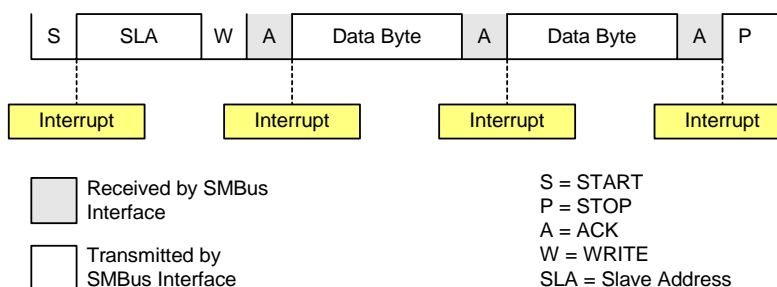 S SLA W A Data Byte A Data Byte A P
Interrupt Interrupt Interrupt Interrupt
Received by SMBus
Interface
Transmitted by
SMBus Interface
S = START
P = STOP
A = ACK
W = WRITE
SLA = Slave Address